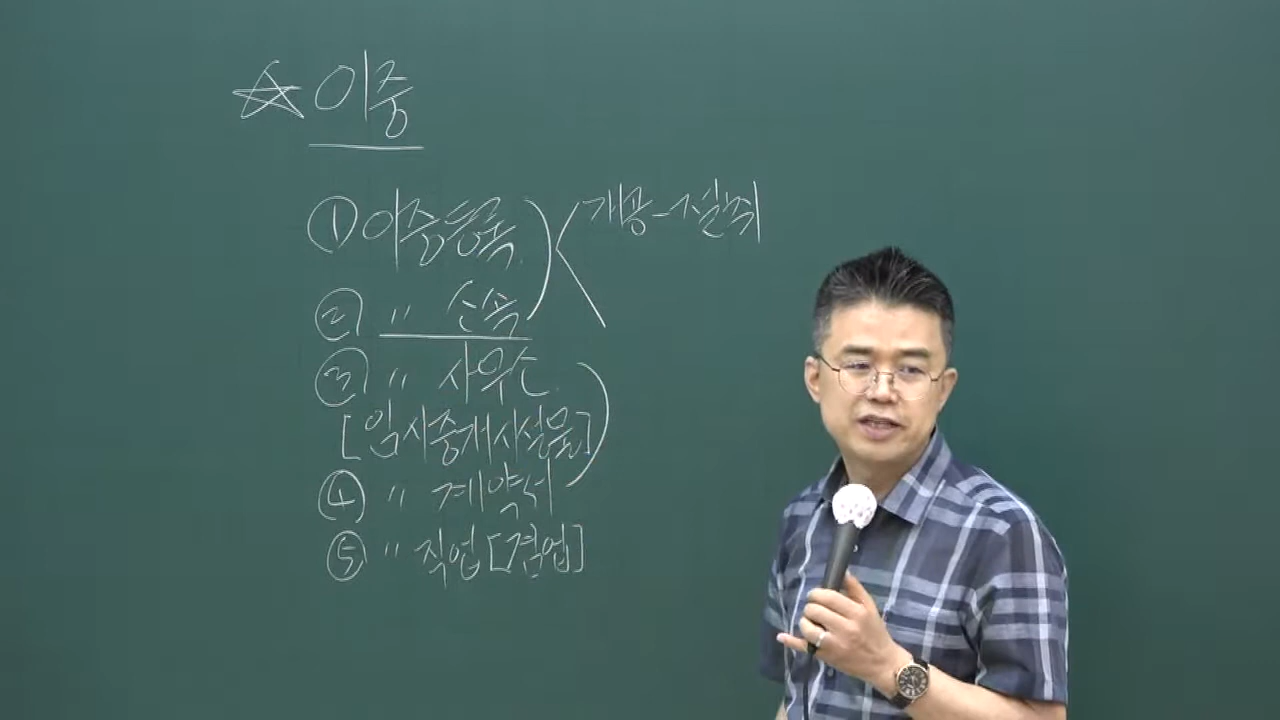 ☆ 이중
① 이중등록
② 〃 소속
③ 〃 사무소
[임시중개시설물]
④ 〃 계약서
⑤ 〃 직업 [겸업]
개공-절취